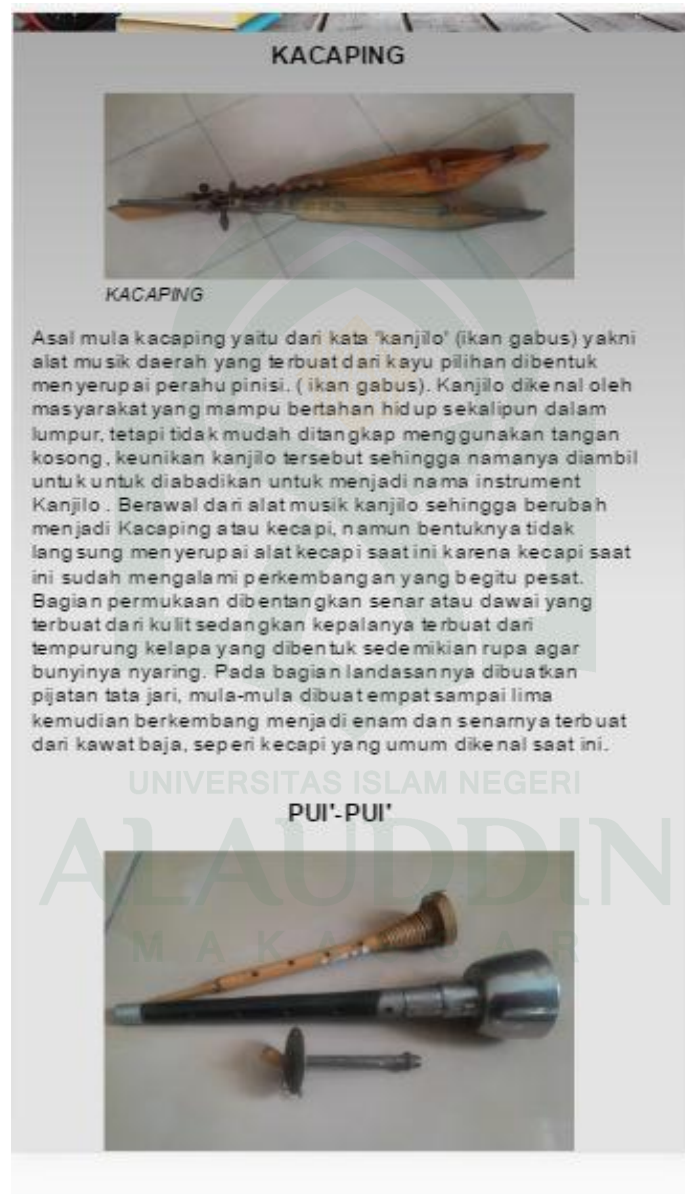 KACAPING
KACAPING
Asal mula kacaping yaitu dari kata 'kanjilo' (ikan gabus) yakni
alat musik daerah yang terbuat dari kayu pilihan dibentuk
menyerupai perahu pinisi. ( ikan gabus). Kanjilo dikenal oleh
masyarakat yang mampu bertahan hidup sekalipun dalam
lumpur, tetapi tidak mudah ditangkap menggunakan tangan
kosong, keunikan kanjilo tersebut sehingga namanya diambil
untuk untuk diabadikan untuk menjadi nama instrument
Kanjilo . Berawal dari alat musik kanjilo sehingga berubah
menjadi Kacaping atau kecapi, namun bentuknya tidak
langsung menyerupai alat kecapi saat ini karena kecapi saat
ini sudah mengalami perkembangan yang begitu pesat.
Bagian permukaan dibentangkan senar atau dawai yang
terbuat dari kulit sedangkan kepalanya terbuat dari
tempurung kelapa yang dibentuk sedemikian rupa agar
bunyinya nyaring. Pada bagian landasannya dibuatkan
pijatan tata jari, mula-mula dibuat empat sampai lima
kemudian berkembang menjadi enam dan senarnya terbuat
dari kawat baja, seperi kecapi yang umum dikenal saat ini.
UNIVERSITAS ISLAM NEGERI
PUI'-PUI'
ALAUDDIN
MAKASSAR